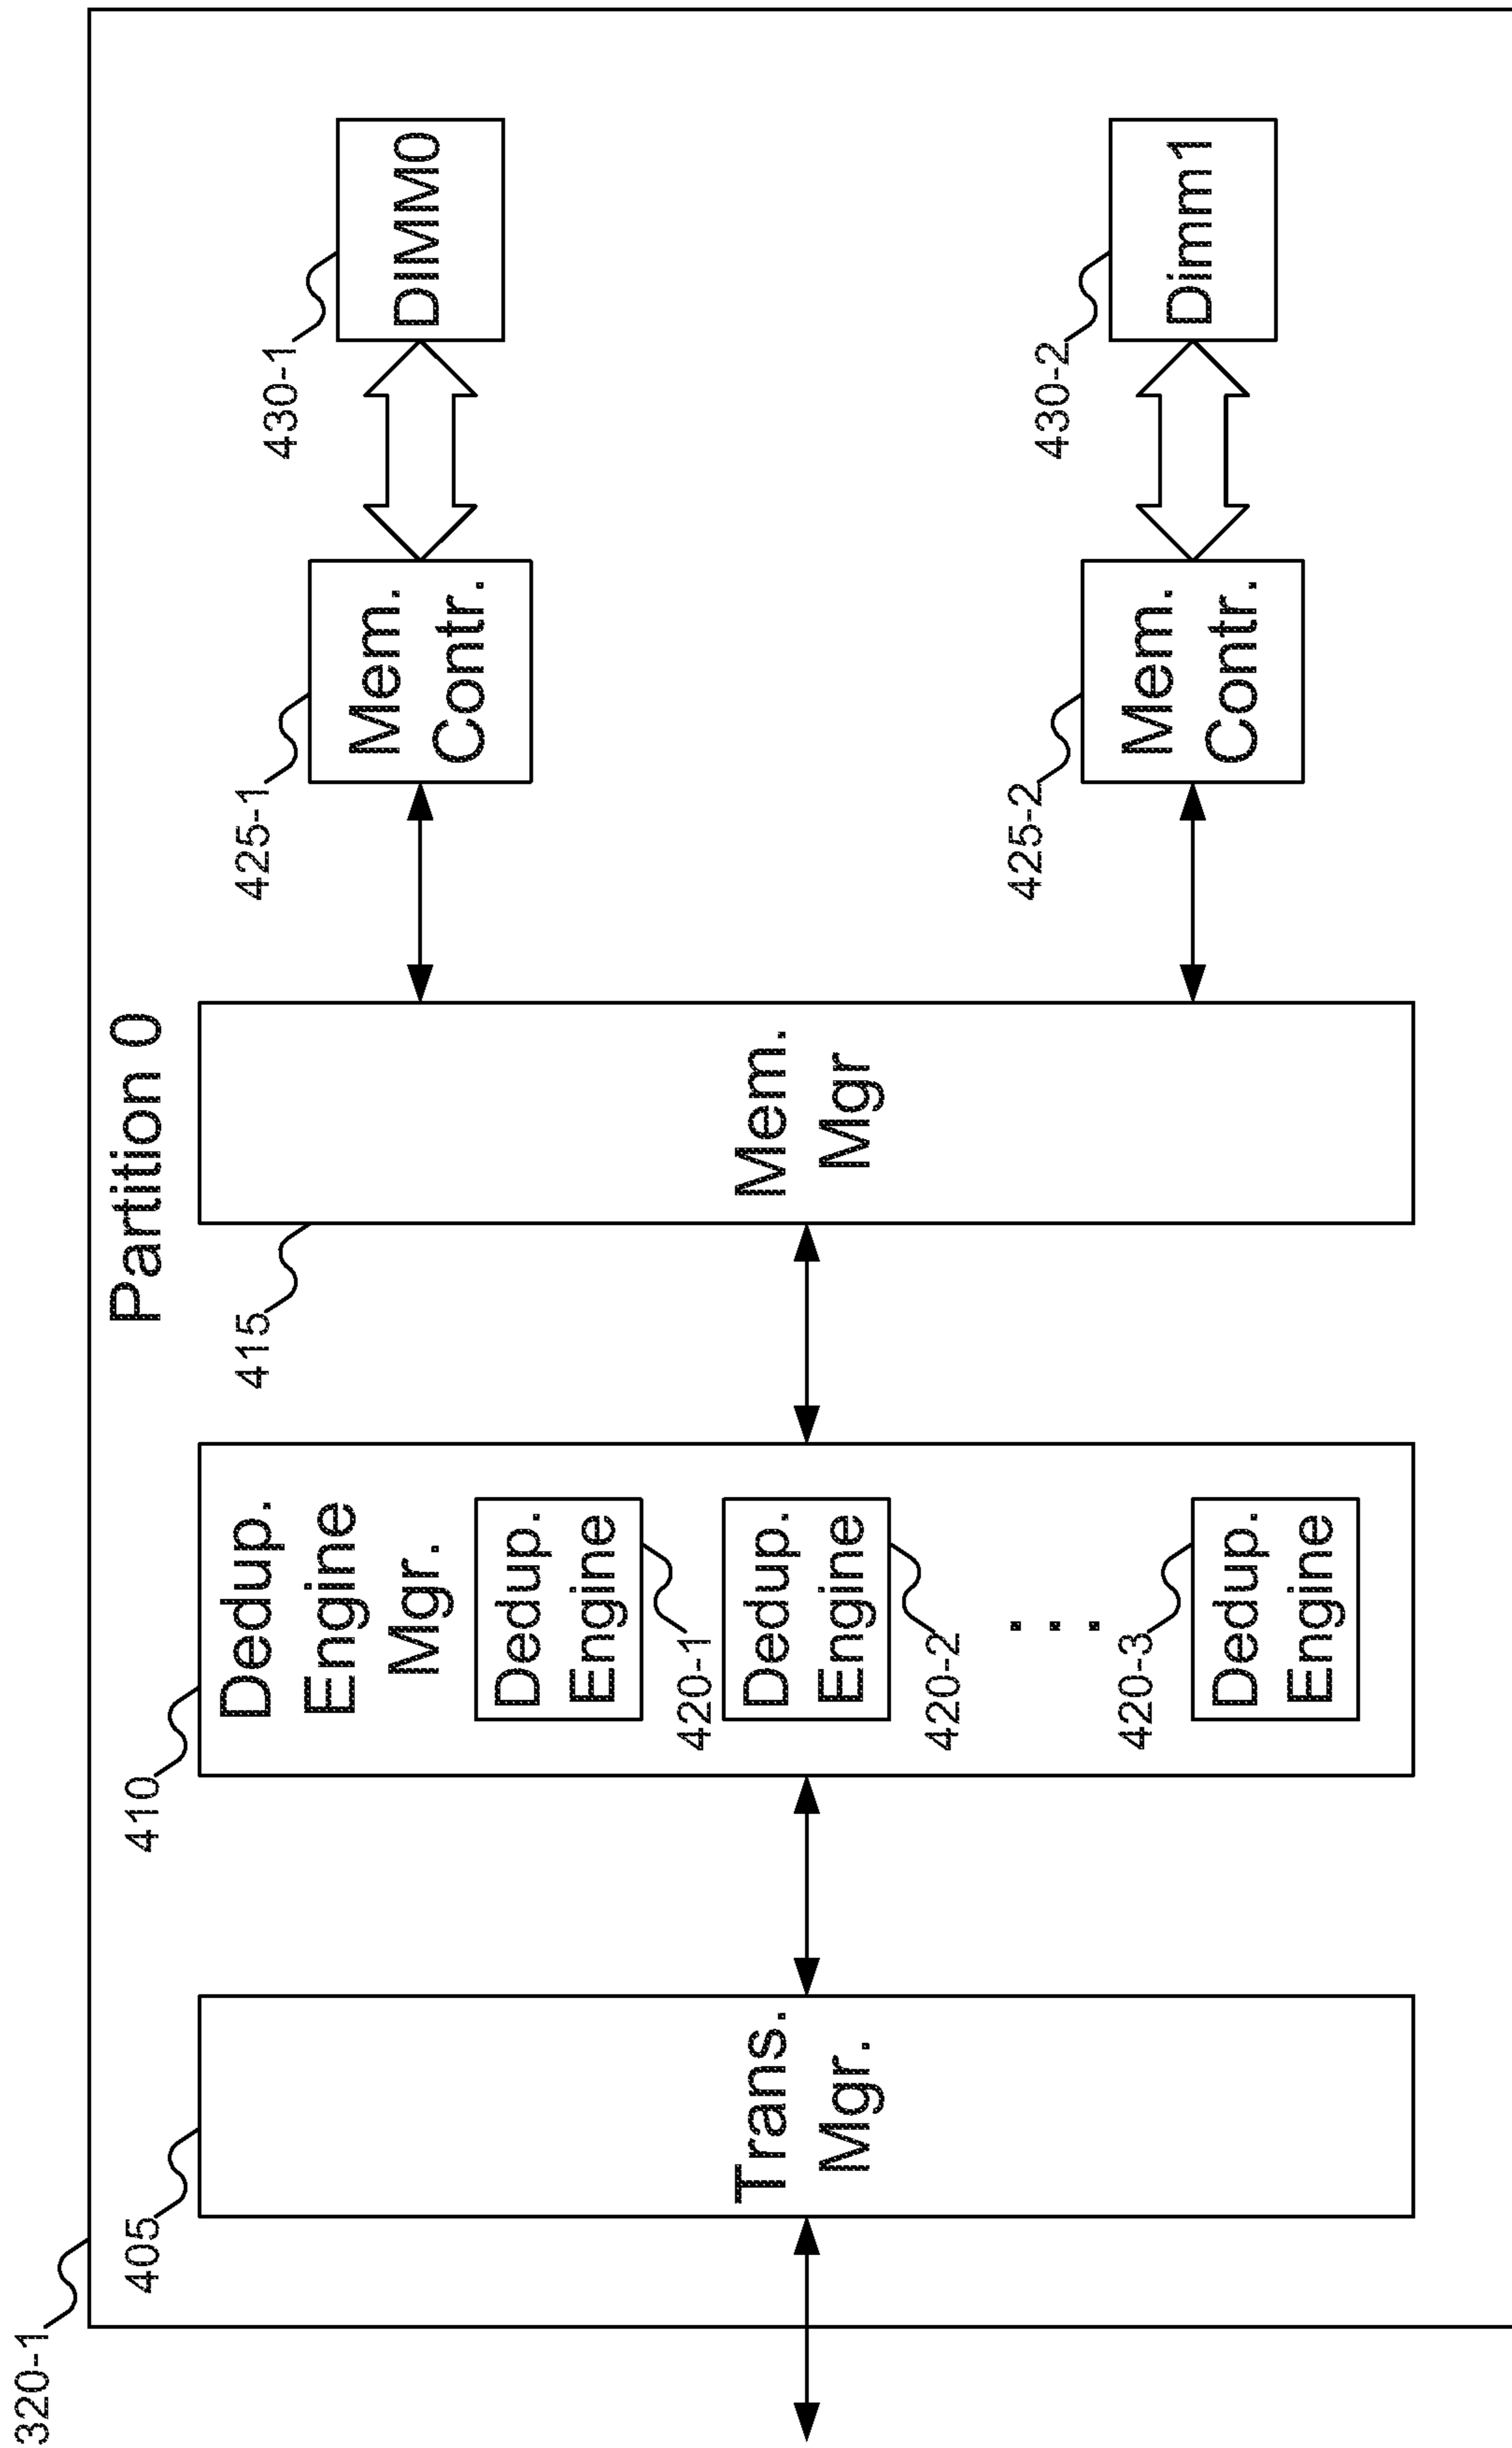 320-1
Partition 0
405
Trans.
Mgr.
410
Dedup.
Engine
Mgr.
Dedup.
Engine
420-1
Dedup.
Engine
420-2
. . .
420-3
Dedup.
Engine
415
Mem.
Mgr
425-1
Mem.
Contr.
430-1
DIMM0
425-2
Mem.
Contr.
430-2
Dimm1